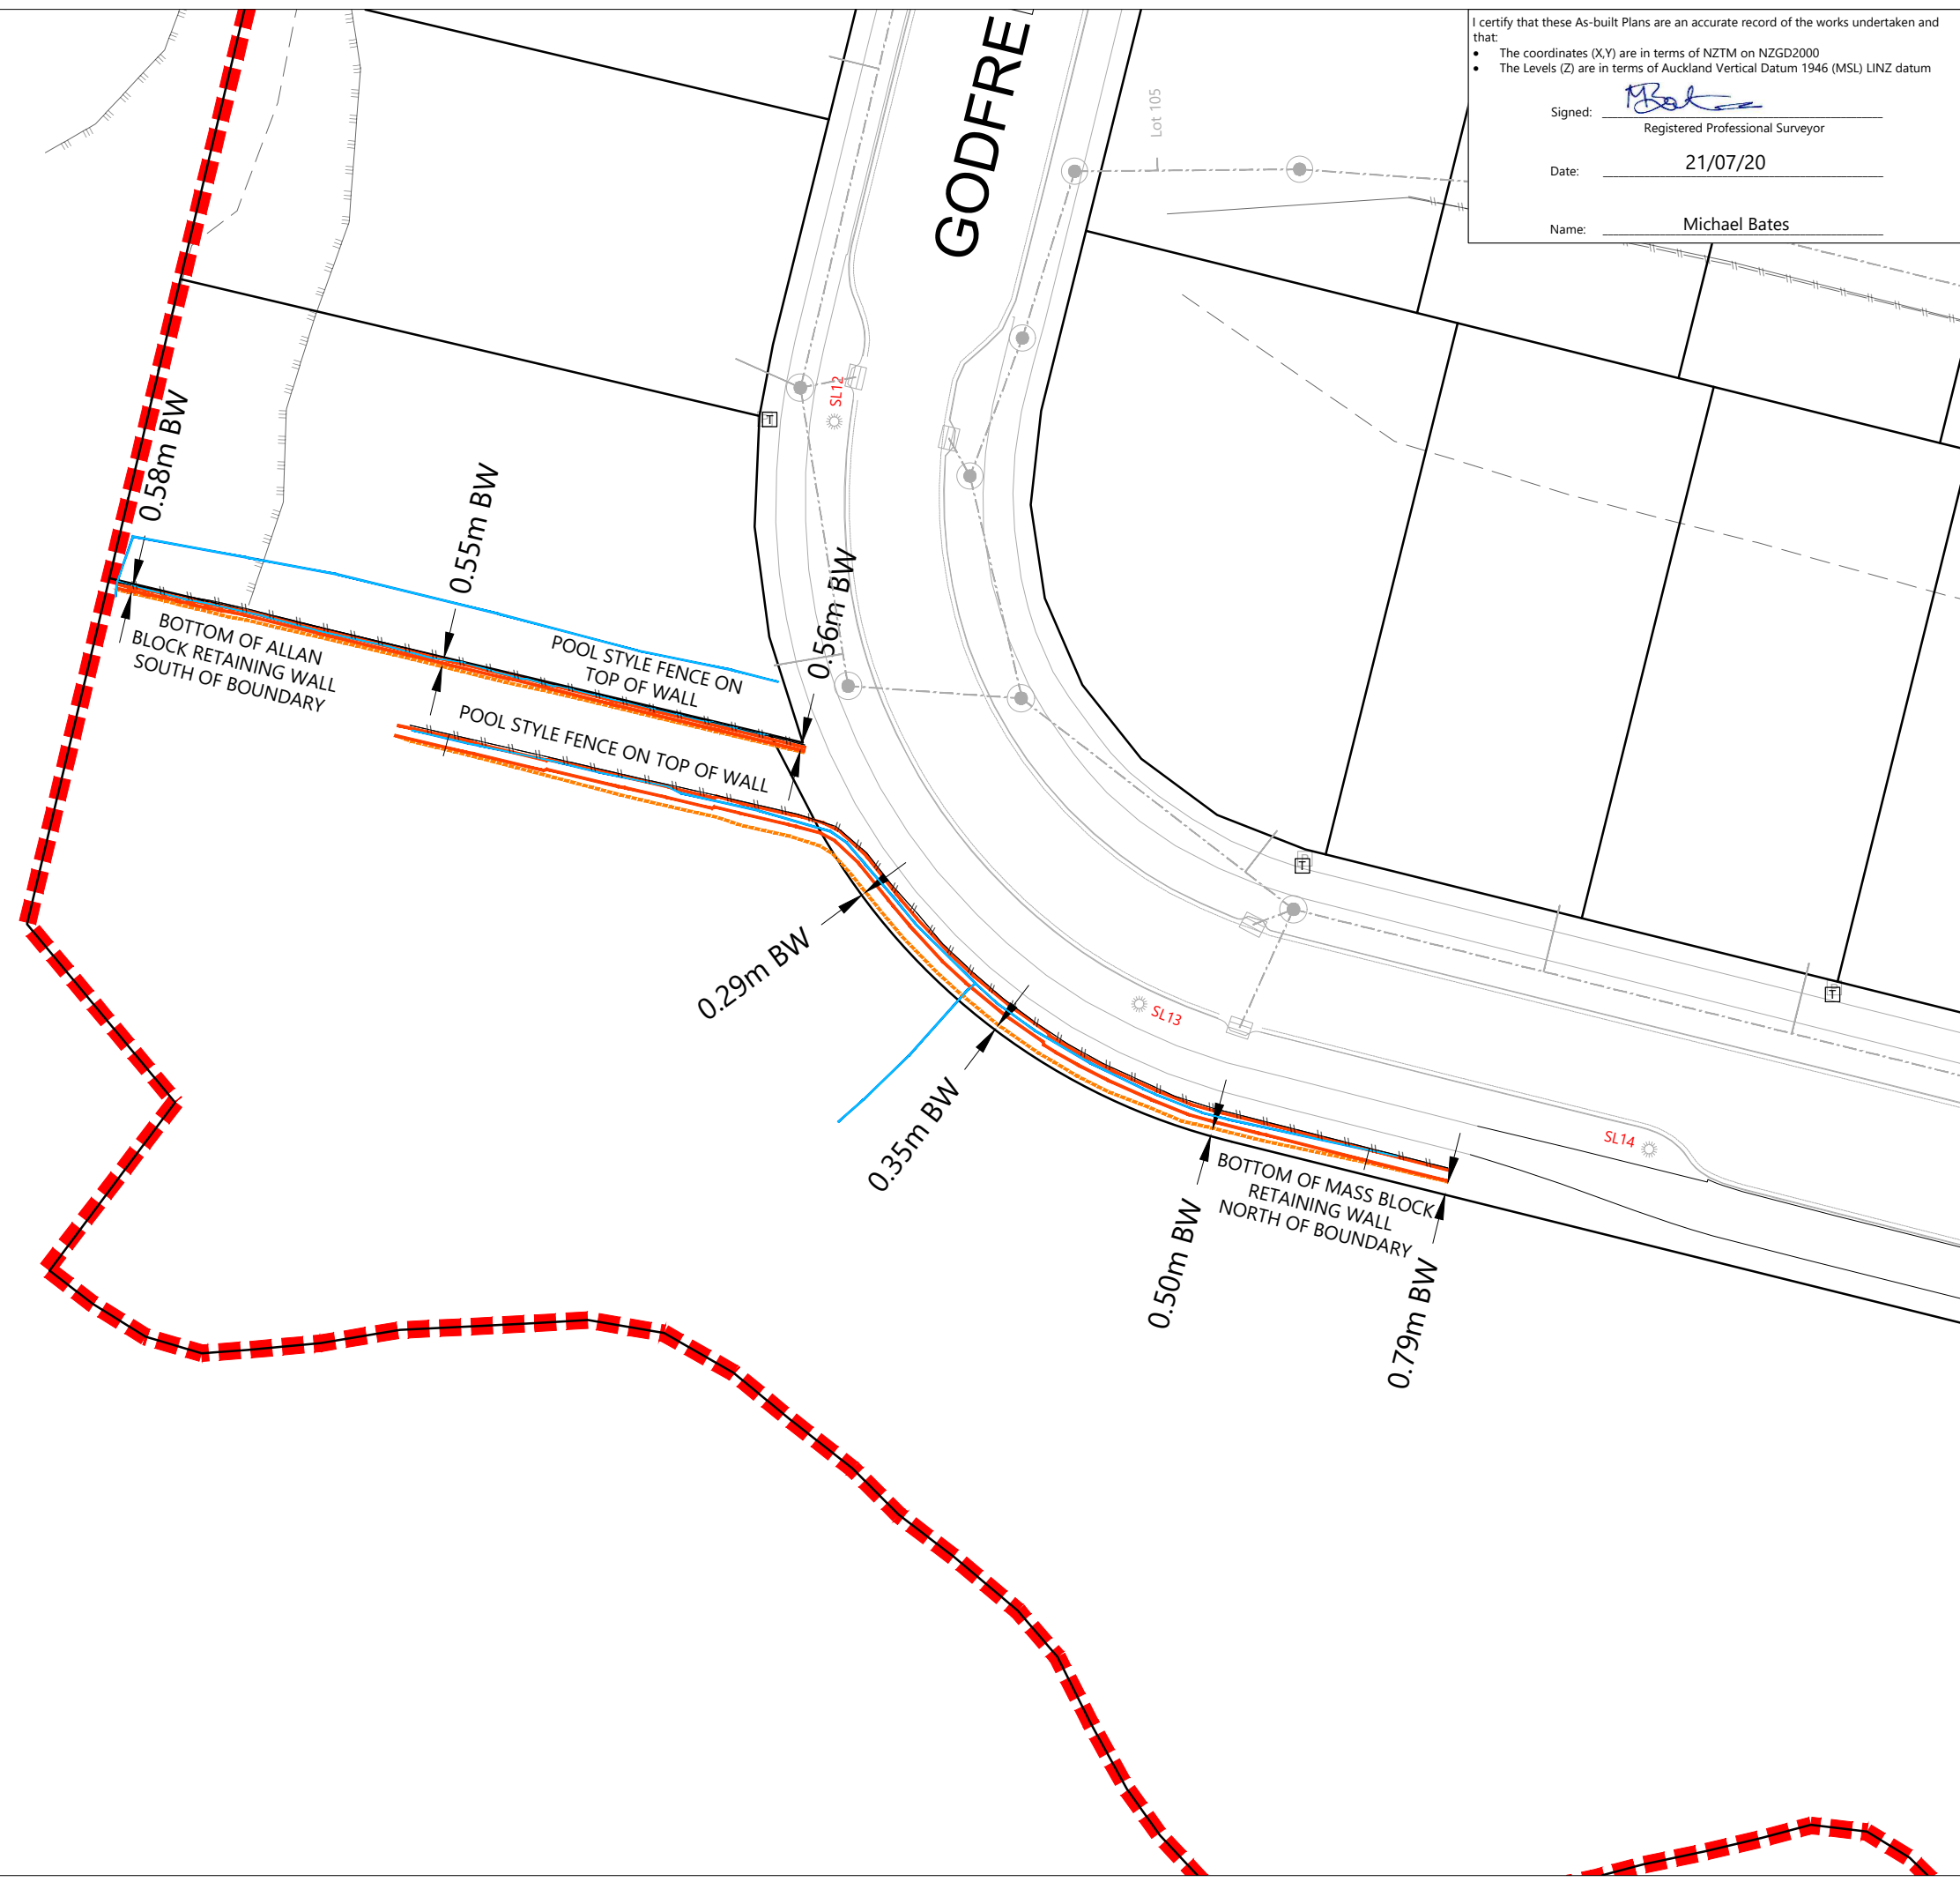 I certify that these As-built Plans are an accurate record of the works undertaken and
that:
• The coordinates (X,Y) are in terms of NZTM on NZGD2000
• The Levels (Z) are in terms of Auckland Vertical Datum 1946 (MSL) LINZ datum
Signed:
Registered Professional Surveyor
Date: 21/07/20
Name: Michael Bates
GODFRE
Lot 105
SL12
T
0.58m BW
0.55m BW
0.56m BW
BOTTOM OF ALLAN
BLOCK RETAINING WALL
SOUTH OF BOUNDARY
POOL STYLE FENCE ON
TOP OF WALL
POOL STYLE FENCE ON TOP OF WALL
T
0.29m BW
T
SL13
0.35m BW
SL14
BOTTOM OF MASS BLOCK
RETAINING WALL
NORTH OF BOUNDARY
0.50m BW
0.79m BW